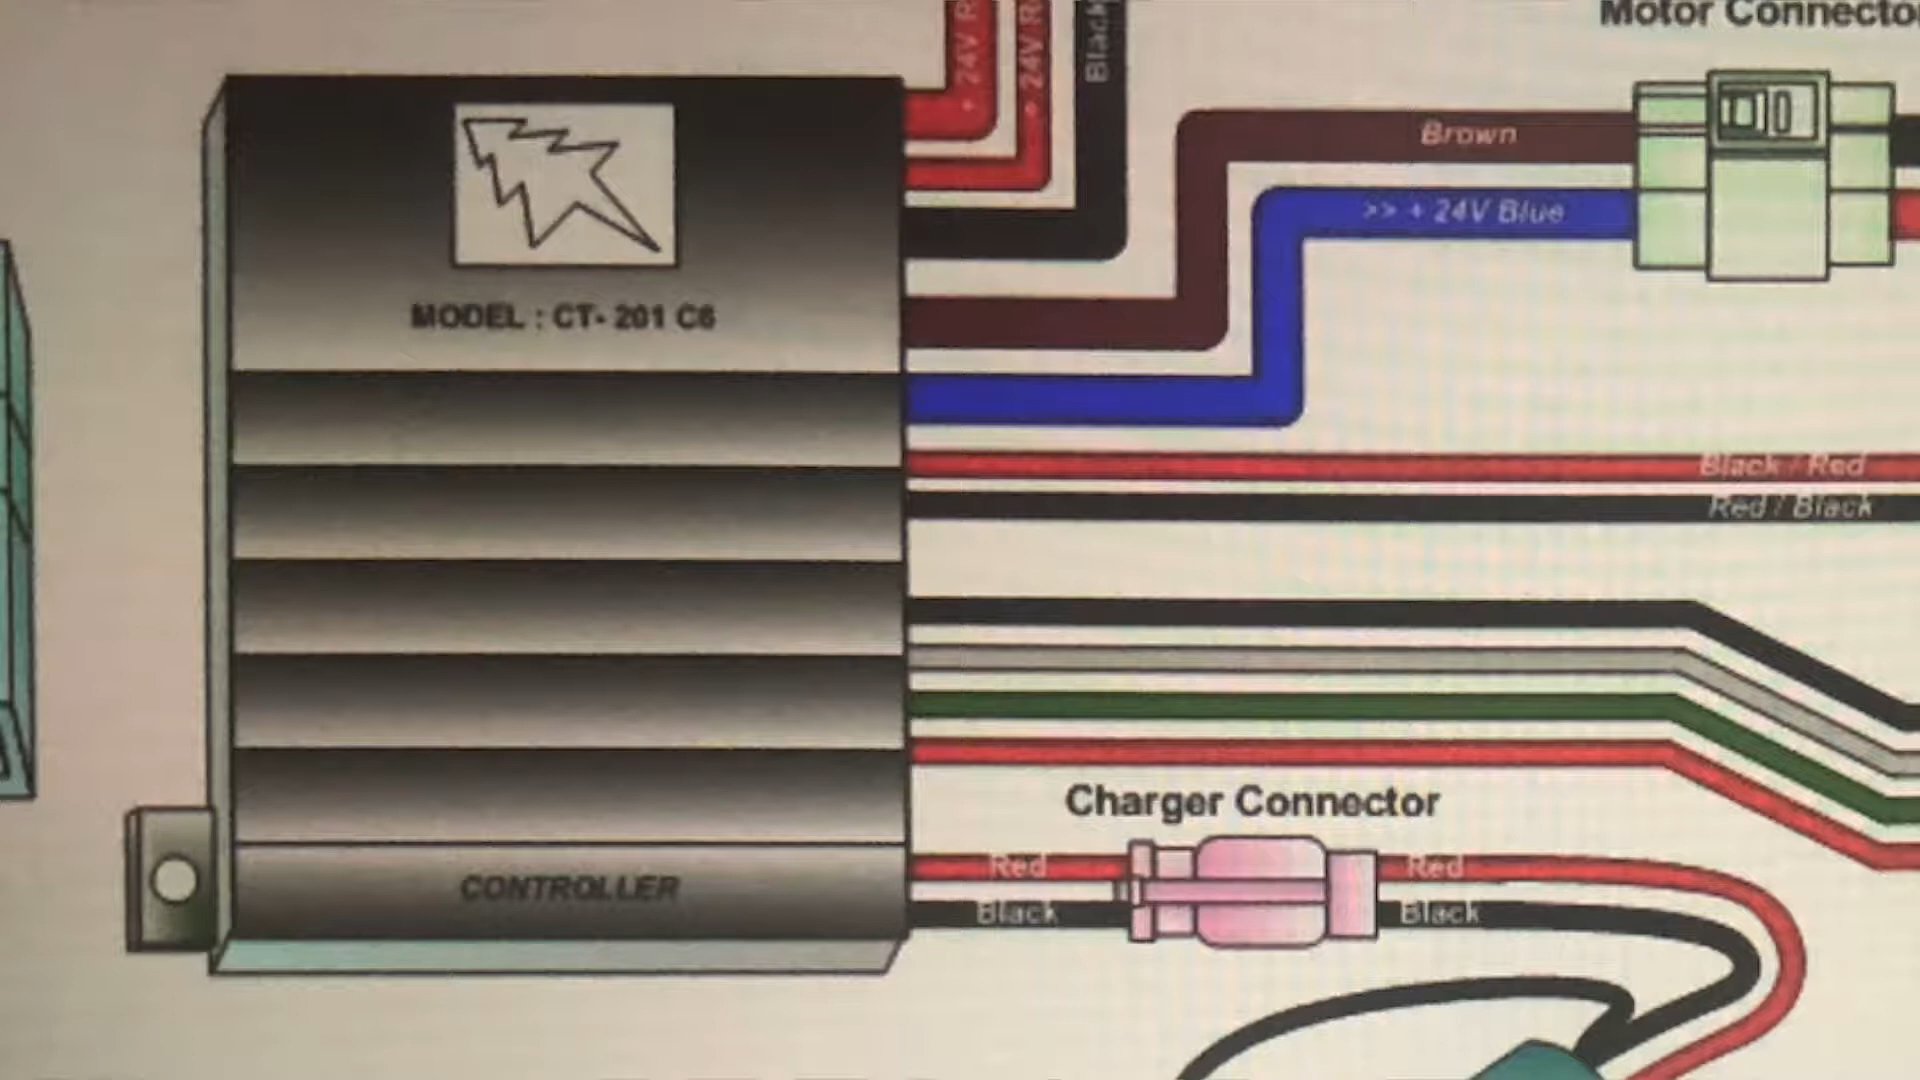 + 24V R
+ 24V R
Black
Motor Connecto
Brown
>> + 24V Blue
MODEL : CT- 201 C6
Black / Red
Red / Black
Charger Connector
Red
Red
CONTROLLER
Black
Black